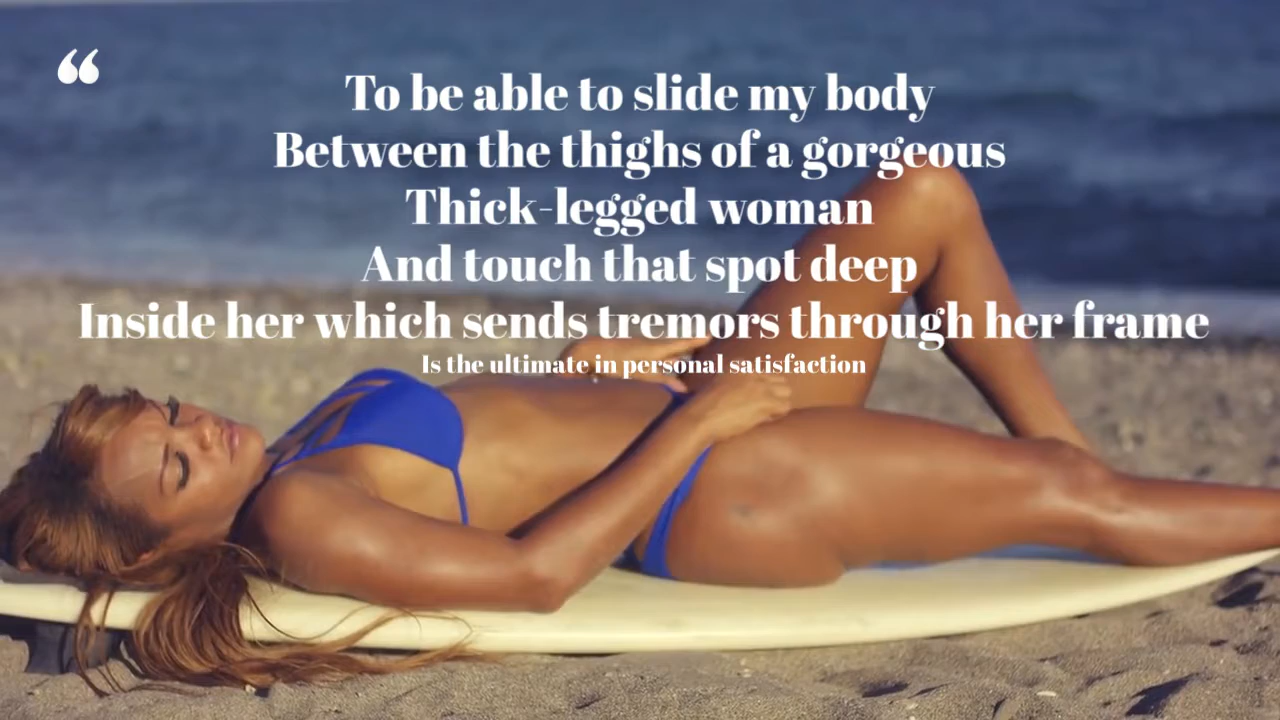 “
To be able to slide my body
Between the thighs of a gorgeous
Thick-legged woman
And touch that spot deep
Inside her which sends tremors through her frame
Is the ultimate in personal satisfaction